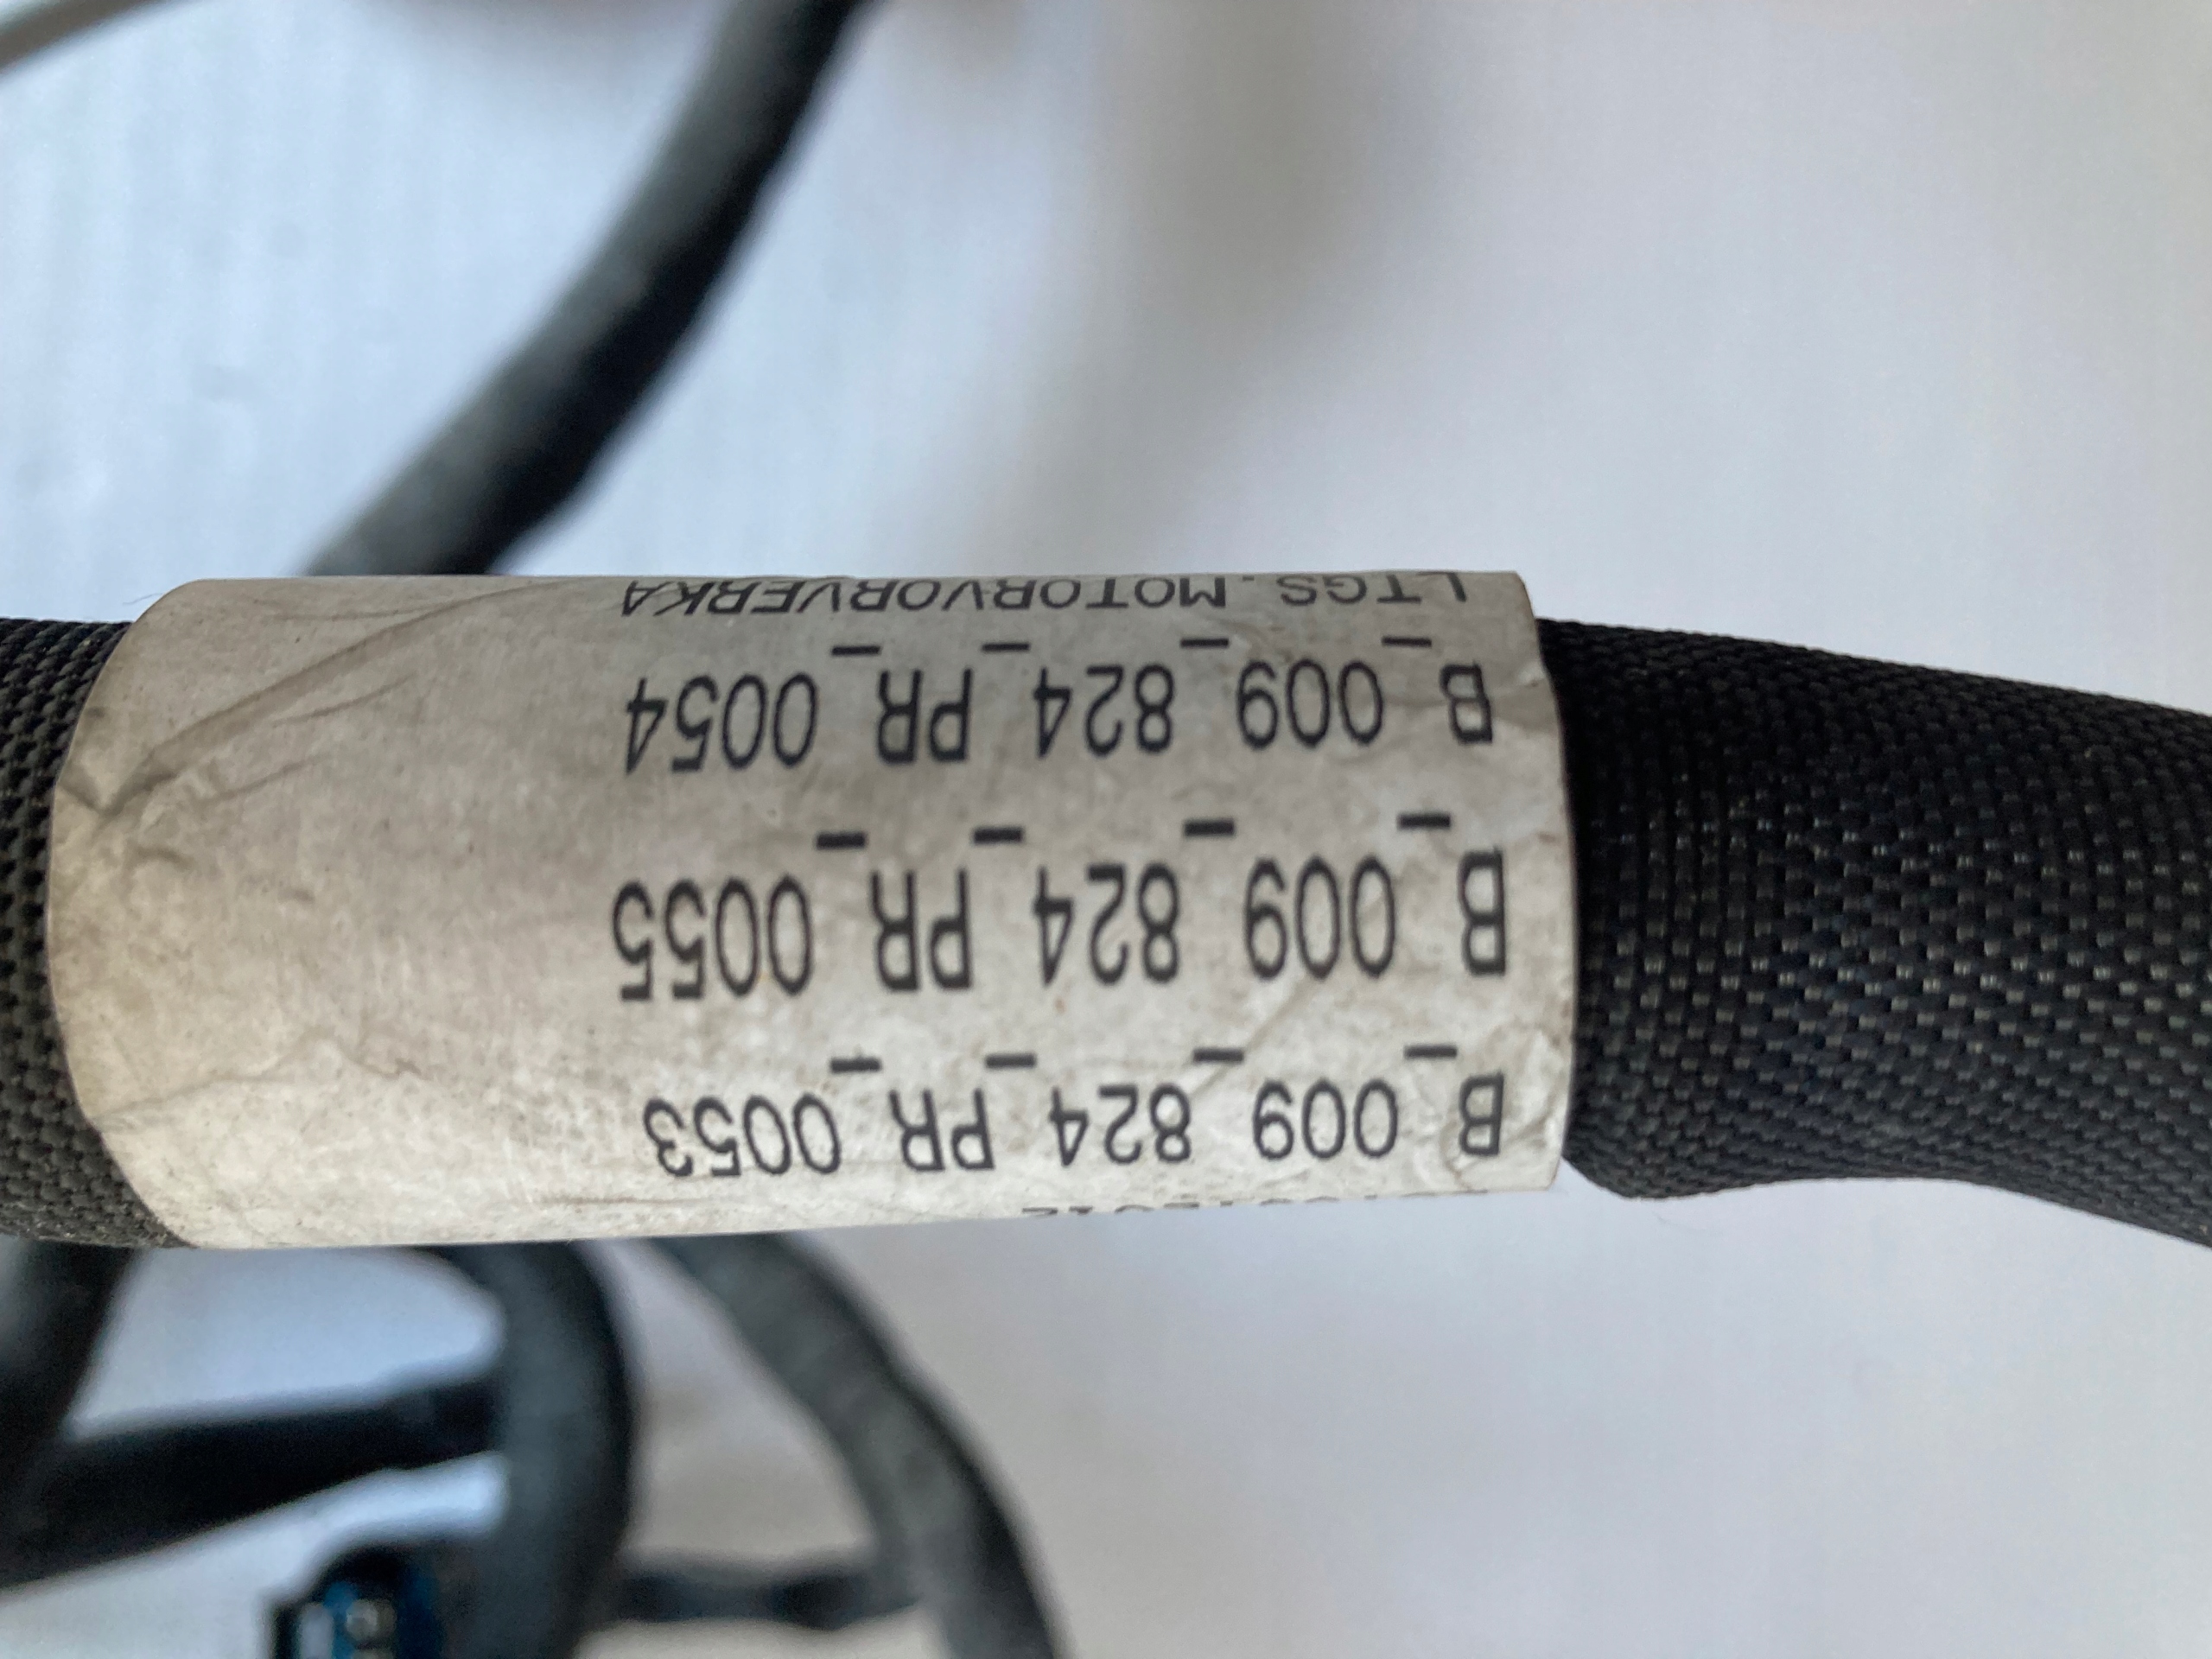 B_009_824_PR_0053
B_009_824_PR_0055
B_009_824_PR_0054
LTGS.MOTORVORVERKA